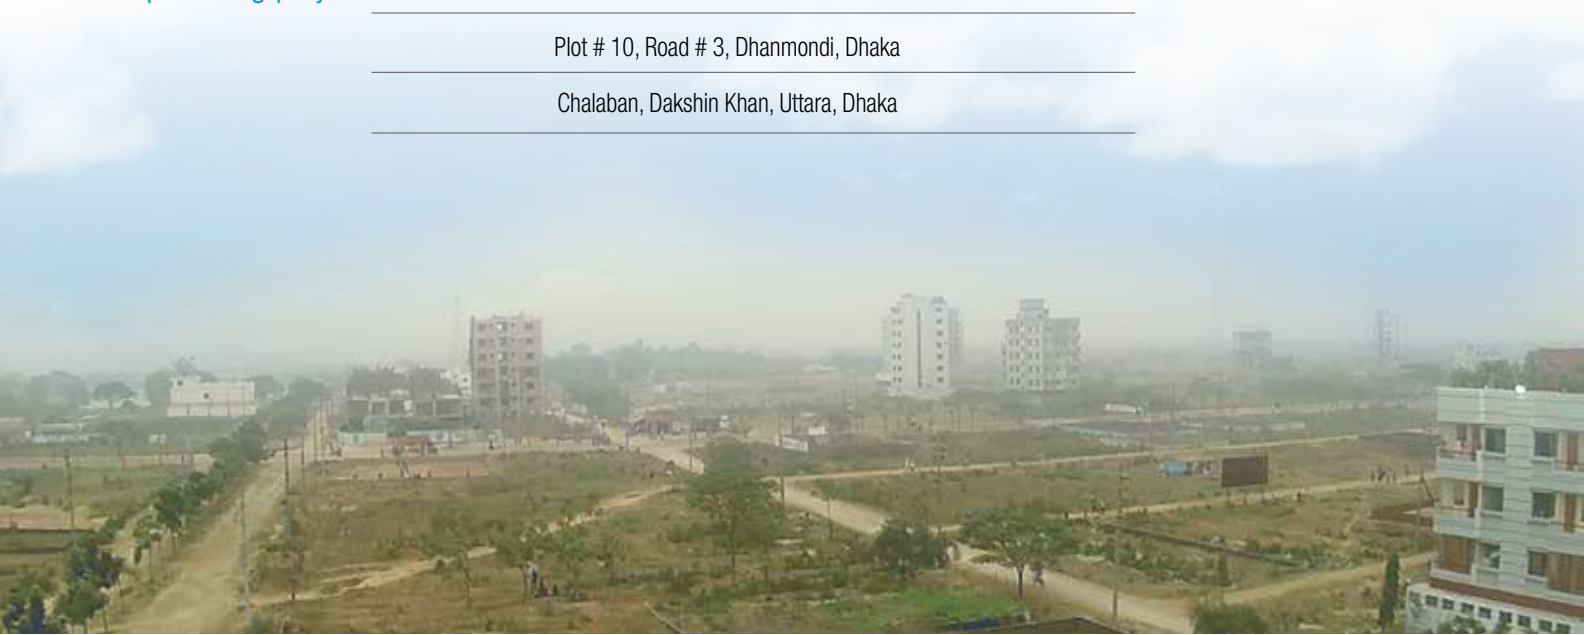 Plot # 10, Road # 3, Dhanmondi, Dhaka
Chalaban, Dakshin Khan, Uttara, Dhaka